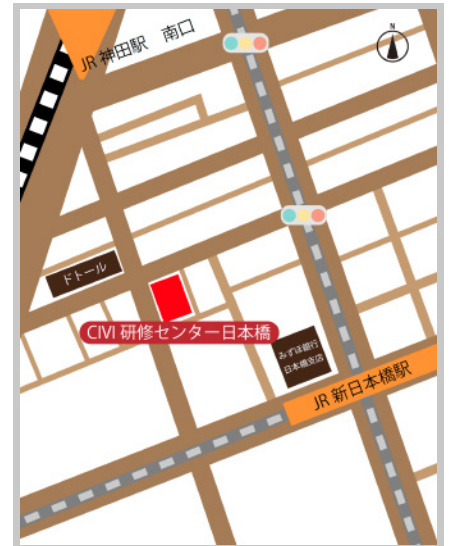 N
JR 神田駅 南口
ドトール
CIVI 研修センター日本橋
みずほ銀行
日本橋支店
JR 新日本橋駅